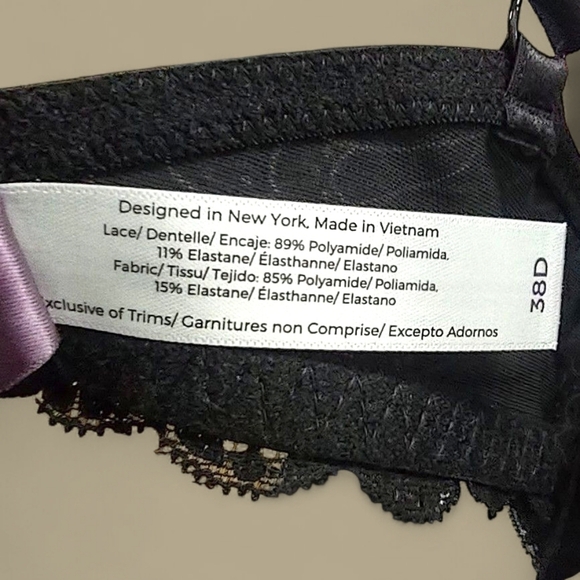 Designed in New York, Made in Vietnam
Lace/ Dentelle/ Encaje: 89% Polyamide/ Poliamida,
11% Elastane/ Élasthanne/ Elastano
Fabric/ Tissu/ Tejido: 85% Polyamide/ Poliamida,
15% Elastane/ Élasthanne/ Elastano
xclusive of Trims/ Garnitures non Comprise/ Excepto Adornos
38D